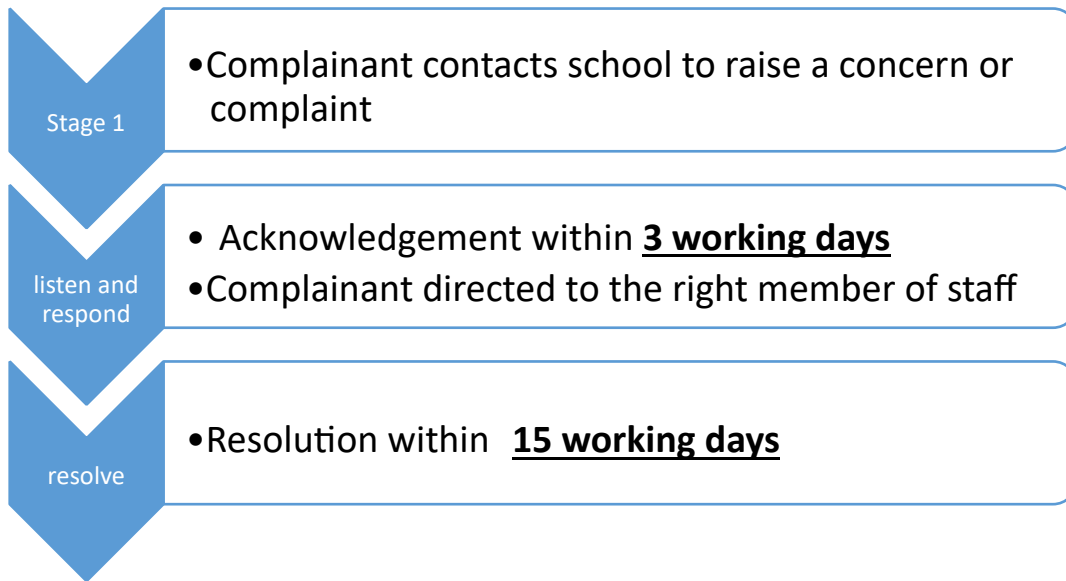 Stage 1
•Complainant contacts school to raise a concern or
complaint
listen and
respond
• Acknowledgement within 3 working days
•Complainant directed to the right member of staff
resolve
•Resolution within 15 working days